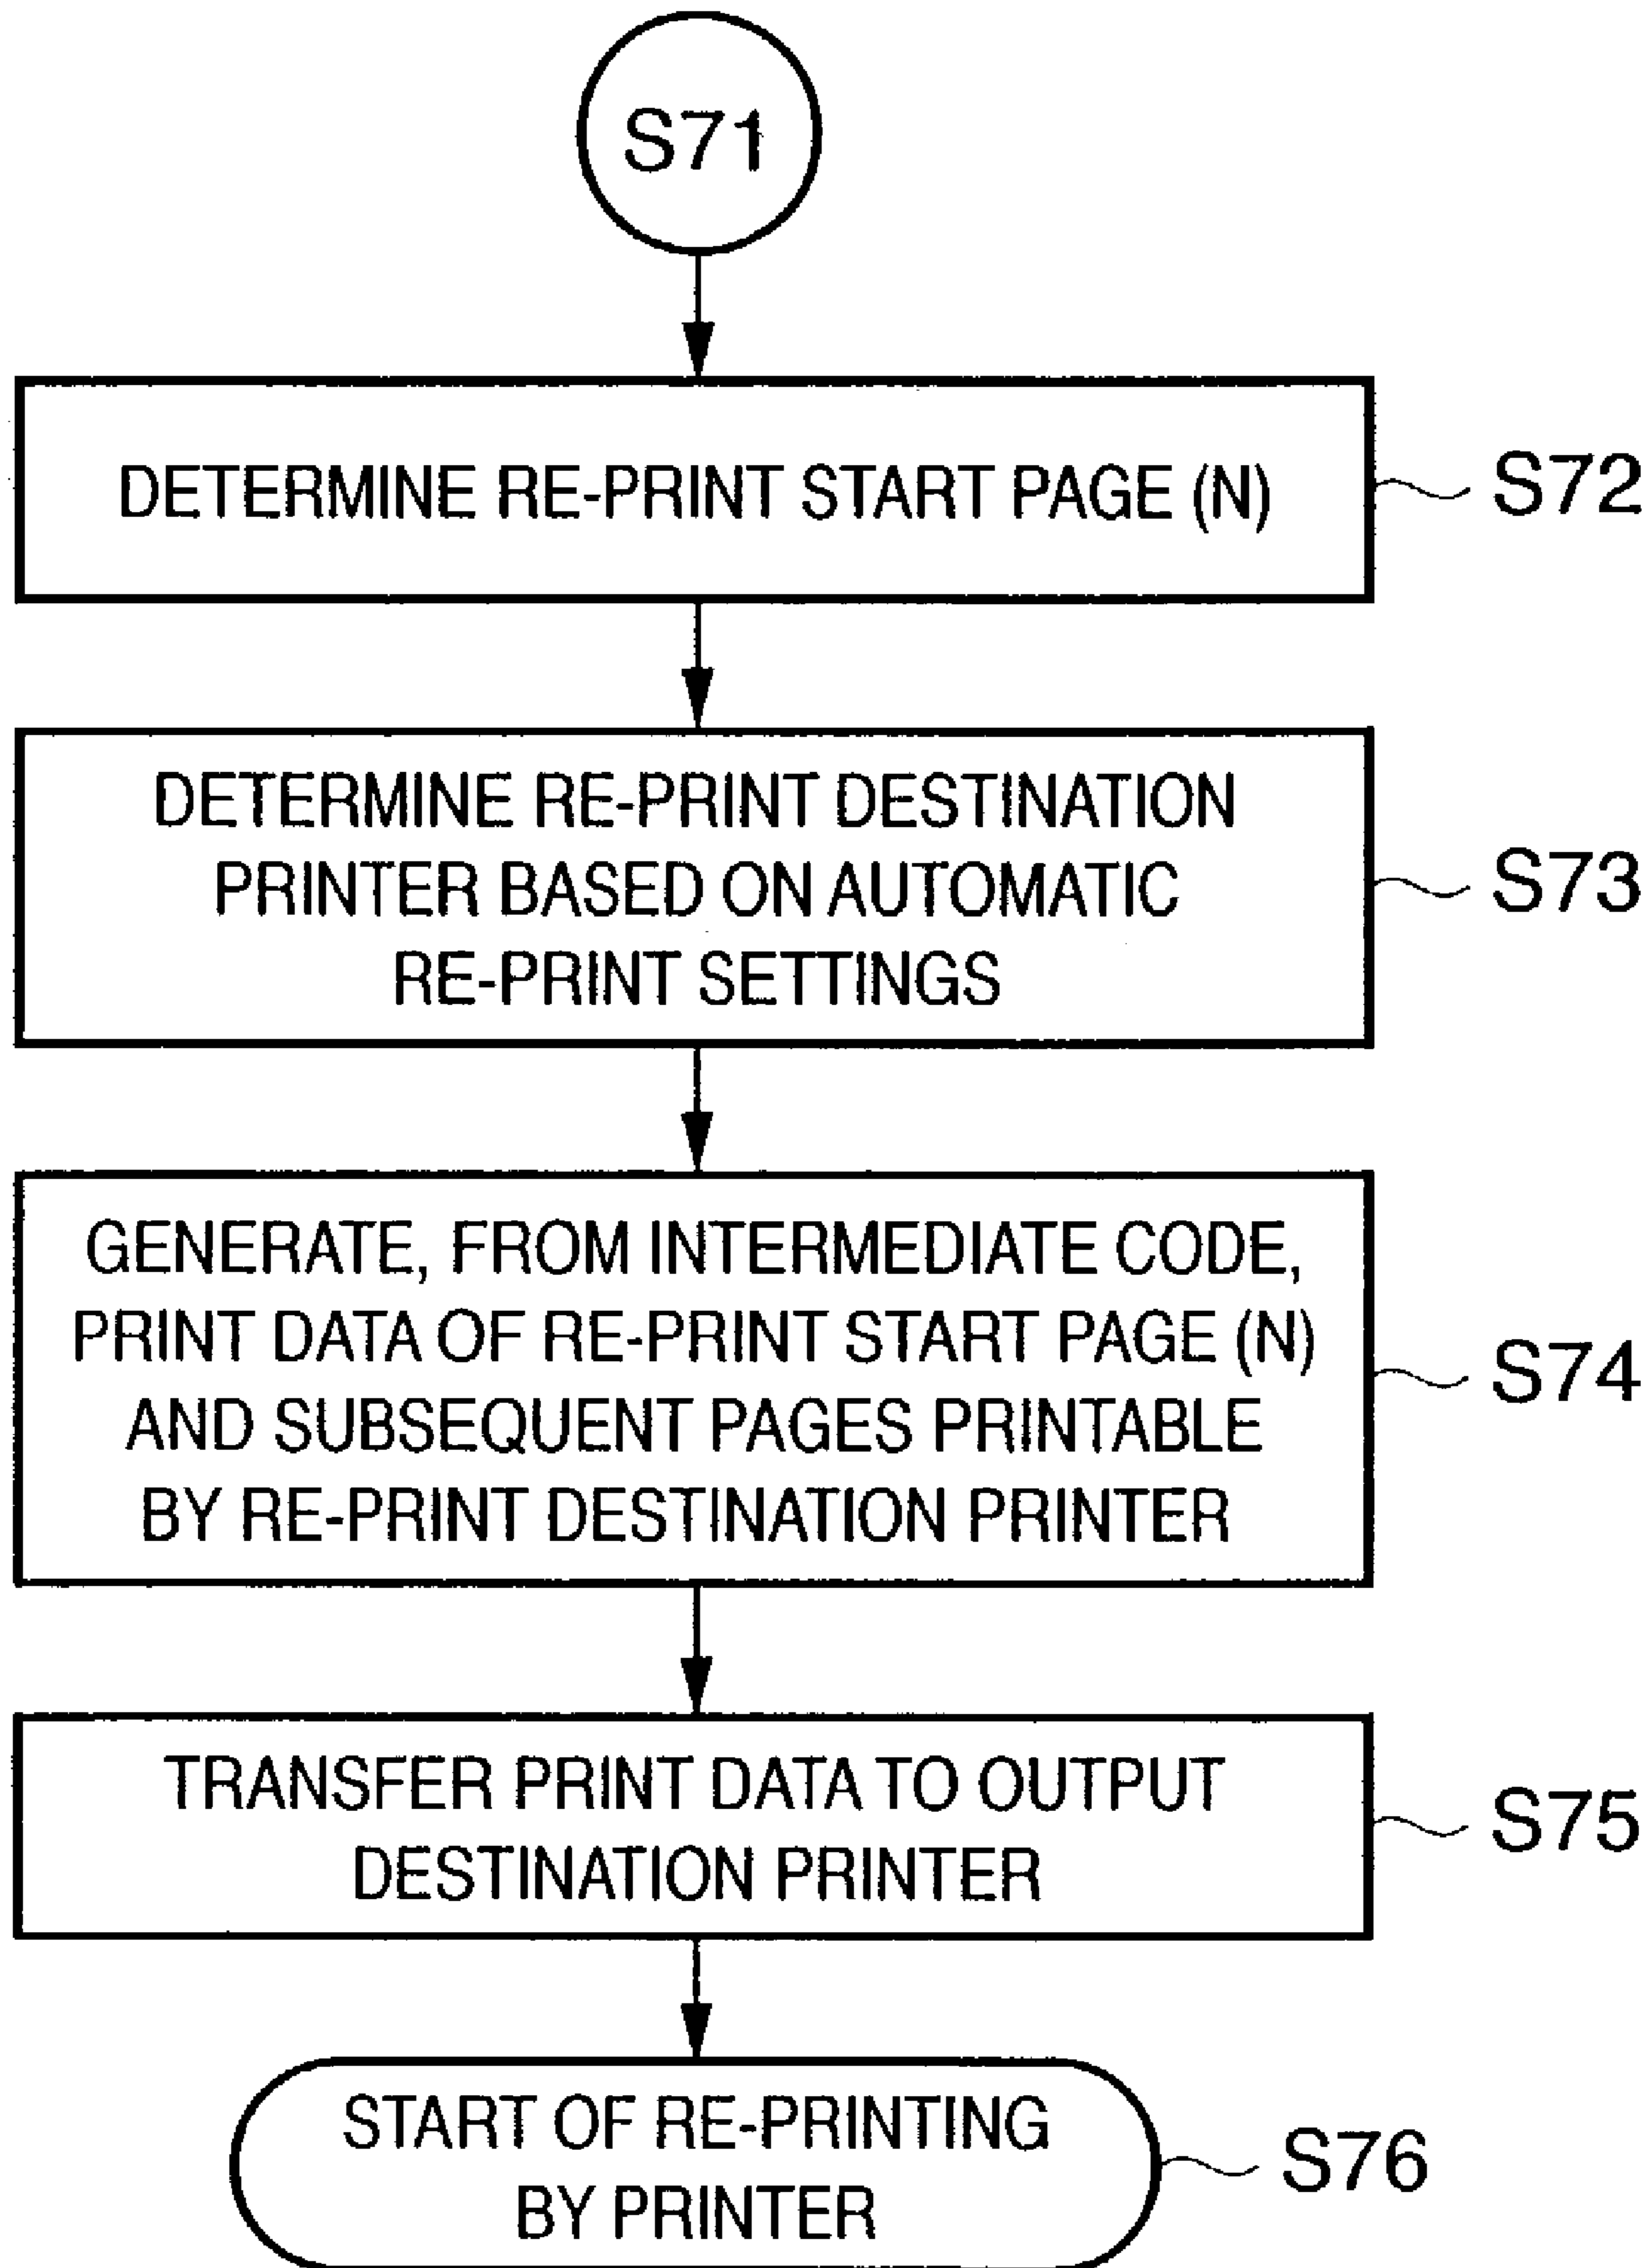 S71
DETERMINE RE-PRINT START PAGE (N)
S72
DETERMINE RE-PRINT DESTINATION
PRINTER BASED ON AUTOMATIC
RE-PRINT SETTINGS
S73
GENERATE, FROM INTERMEDIATE CODE,
PRINT DATA OF RE-PRINT START PAGE (N)
AND SUBSEQUENT PAGES PRINTABLE
BY RE-PRINT DESTINATION PRINTER
S74
TRANSFER PRINT DATA TO OUTPUT
DESTINATION PRINTER
S75
START OF RE-PRINTING
BY PRINTER
S76